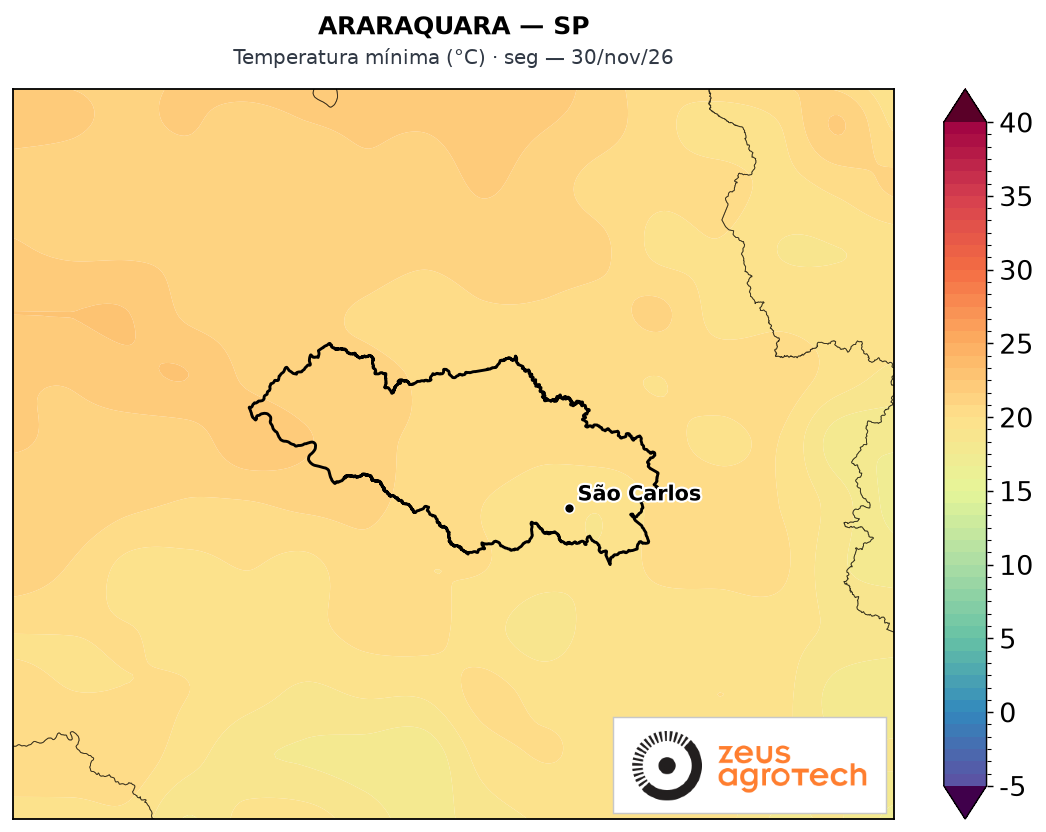 ARARAQUARA — SP
Temperatura mínima (°C) · seg — 30/nov/26
40
35
30
25
20
15
10
5
0
-5
São Carlos
zeus
agrotech